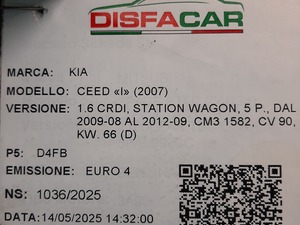 DISFACAR
MARCA: KIA
MODELLO: CEED «I» (2007)
VERSIONE: 1.6 CRDI, STATION WAGON, 5 P., DAL
2009-08 AL 2012-09, CM3 1582, CV 90,
KW. 66 (D)
P5: D4FB
EMISSIONE: EURO 4
NS: 1036/2025
DATA:14/05/2025 14:32:00